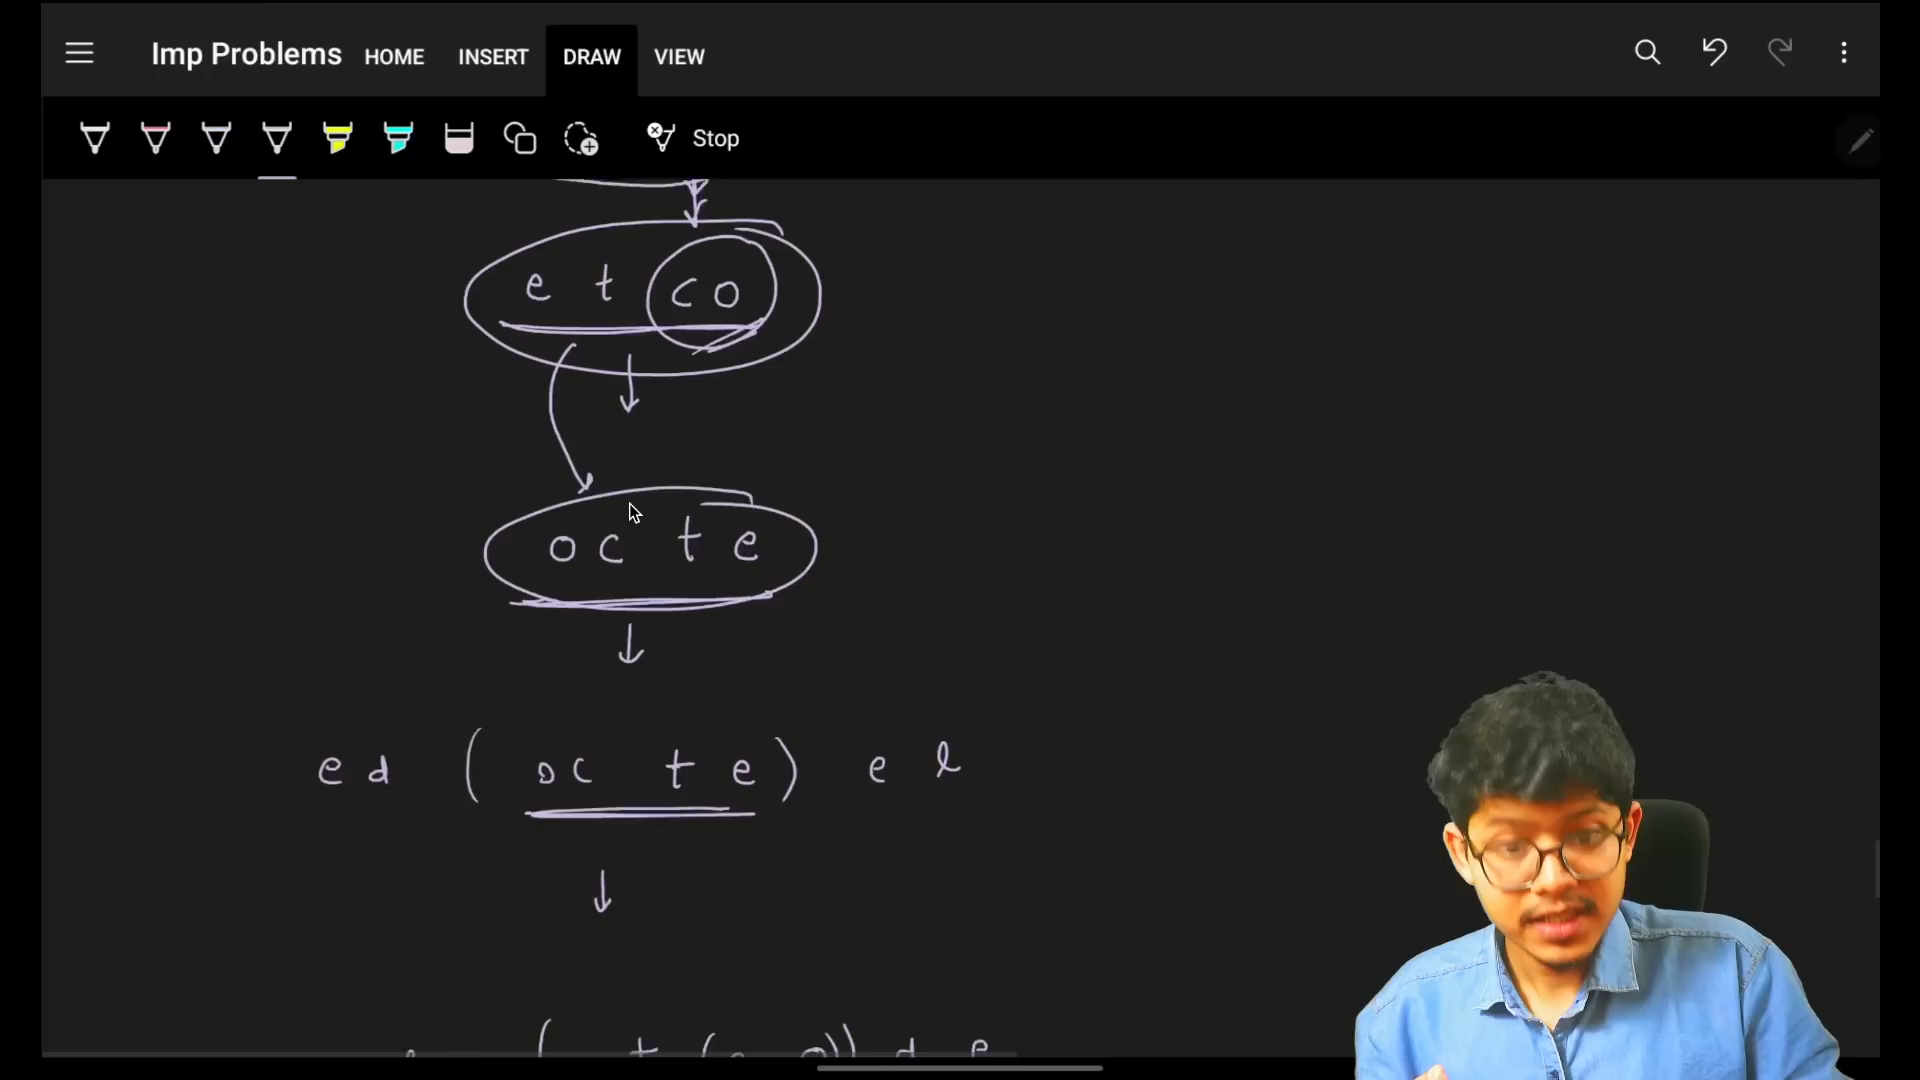 Imp Problems HOME INSERT DRAW VIEW
Stop
e t c o
o c t e
e d ( o c t e ) e l
t ( ) ) d e